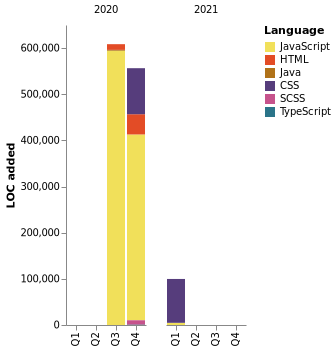 2020 2021
Language
JavaScript
HTML
Java
CSS
SCSS
TypeScript
LOC added
600,000
500,000
400,000
300,000
200,000
100,000
0
Q1 Q2 Q3 Q4 Q1 Q2 Q3 Q4